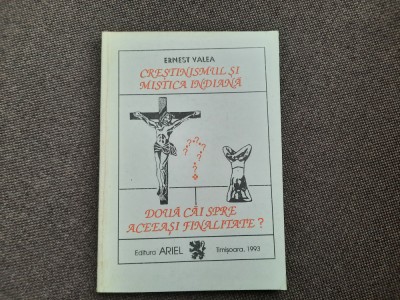 ERNEST VALEA
CREȘTINISMUL ȘI
MISTICA INDIANĂ
? ? ?
DOUĂ CĂI SPRE
ACEEAȘI FINALITATE ?
Editura ARIEL Timișoara, 1993